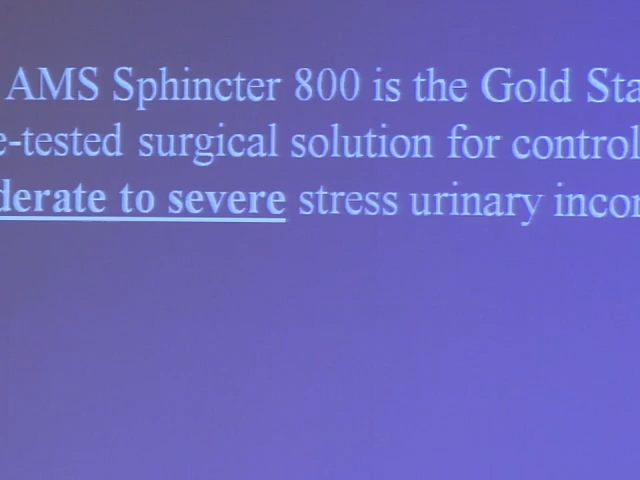 AMS Sphincter 800 is the Gold Sta
e-tested surgical solution for control
derate to severe stress urinary incon